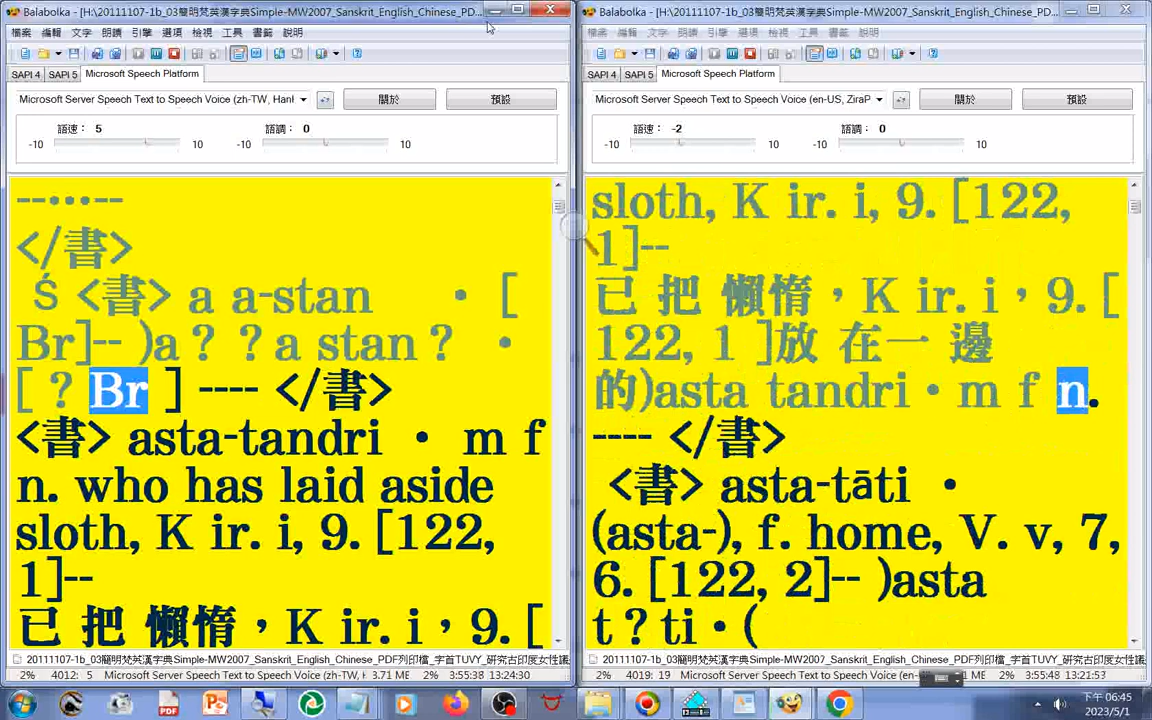 Balabolka - [H:\20111107-1b_03簡明梵英漢字典Simple-MW2007_Sanskrit_English_Chinese_PD...
檔案 編輯 文字 朗讀 引擎 選項 檢視 工具 書籤 說明
SAPI 4 SAPI 5 Microsoft Speech Platform
Microsoft Server Speech Text to Speech Voice (zh-TW, Hanl 關於 預設
語速： 5 語調： 0
-10 10 -10 10
--•••--
</書>
Ś <書> a a-stan • [
Br]-- )a？ ？a stan？ •
[ ？Br ] ---- </書>
<書> asta-tandri • m f
n. who has laid aside
sloth, K ir. i, 9. [122,
1]--
已 把 懶惰，K ir. i，9. [
20111107-1b_03簡明梵英漢字典Simple-MW2007_Sanskrit_English_Chinese_PDF列印檔_字首TUVY_研究古印度女性議
2% 4012: 5 Microsoft Speech Text to Speech Voice (zh-TW, 3.71 ME 2% 3:55:38 13:24:30
Balabolka - [H:\20111107-1b_03簡明梵英漢字典Simple-MW2007_Sanskrit_English_Chinese_PD...
檔案 編輯 文字 朗讀 引擎 選項 檢視 工具 書籤 說明
SAPI 4 SAPI 5 Microsoft Speech Platform
Microsoft Server Speech Text to Speech Voice (en-US, ZiraP 關於 預設
語速： -2 語調： 0
-10 10 -10 10
sloth, K ir. i, 9. [122,
1]--
已 把 懶惰，K ir. i，9. [
122, 1 ]放 在一 邊
的)asta tandri • m f n.
---- </書>
<書> asta-tāti •
(asta-), f. home, V. v, 7,
6. [122, 2]-- )asta
t？ti • (
20111107-1b_03簡明梵英漢字典Simple-MW2007_Sanskrit_English_Chinese_PDF列印檔_字首TUVY_研究古印度女性議
2% 4019: 19 Microsoft Speech Text to Speech Voice (en-US, 3.71 ME 2% 3:55:38 13:21:53
下午 06:45
2023/5/1